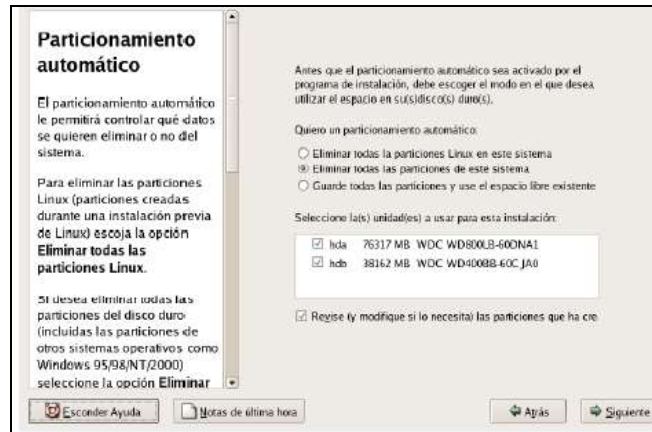 Particionamiento
automático
El particionamiento automático
le permitirá controlar qué datos
se quieren eliminar o no del
sistema.
Para eliminar las particiones
Linux (particiones creadas
durante una instalación previa
de Linux) escoja la opción
Eliminar todas las
particiones Linux.
Si desea eliminar todas las
particiones del disco duro
(incluidas las particiones de
otros sistemas operativos como
Windows 95/98/NT/2000)
seleccione la opción Eliminar
Antes que el particionamiento automático sea activado por el
programa de instalación, debe escoger el modo en el que desea
utilizar el espacio en su(s)disco(s) duro(s).
Quiero un particionamiento automático:
Eliminar todas la particiones Linux en este sistema
Eliminar todas las particiones de este sistema
Guarde todas las particiones y use el espacio libre existente
Seleccione la(s) unidad(es) a usar para esta instalación:
hda 76317 MB WDC WD800LB-60DNA1
hdb 38162 MB WDC WD400BB-60CJA0
Revise (y modifique si lo necesita) las particiones que ha cre
Esconder Ayuda
Notas de última hora
Atrás
Siguiente